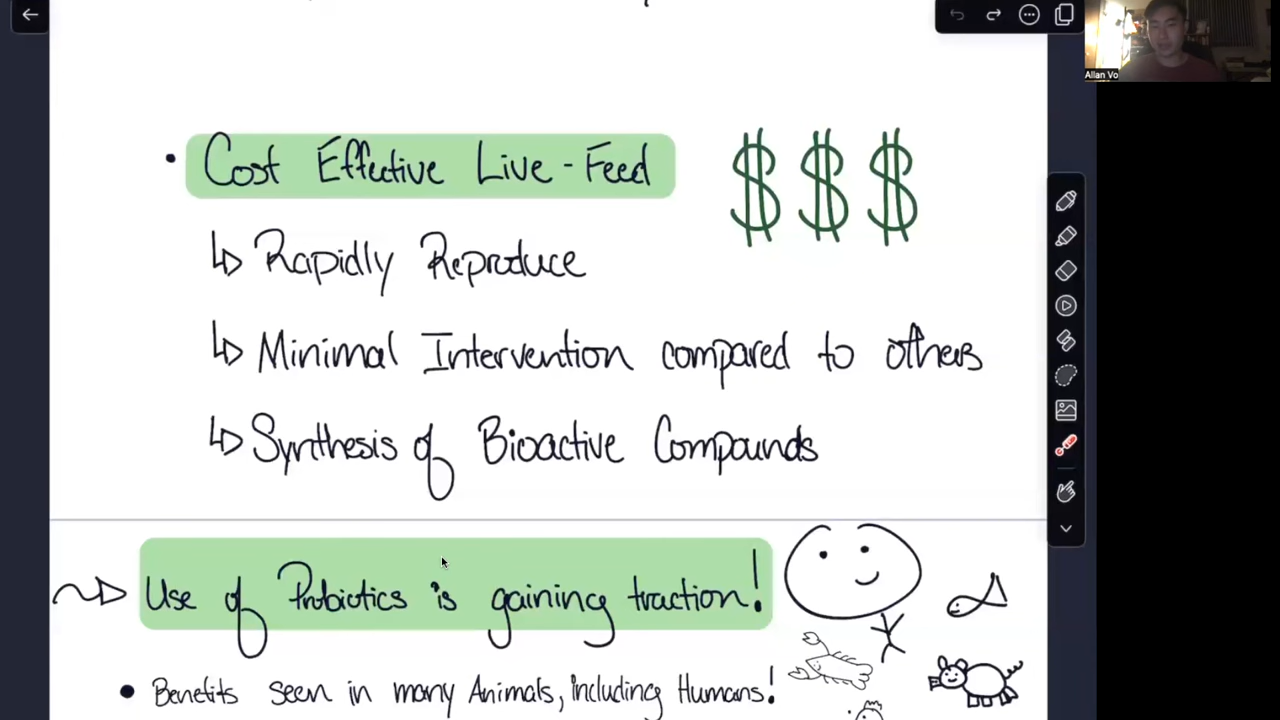 Allan Vo
• Cost Effective Live-Feed $ $ $
↳ Rapidly Reproduce
↳ Minimal Intervention compared to others
↳ Synthesis of Bioactive Compounds
Use of Probiotics is gaining traction!
• Benefits seen in many Animals, including Humans!